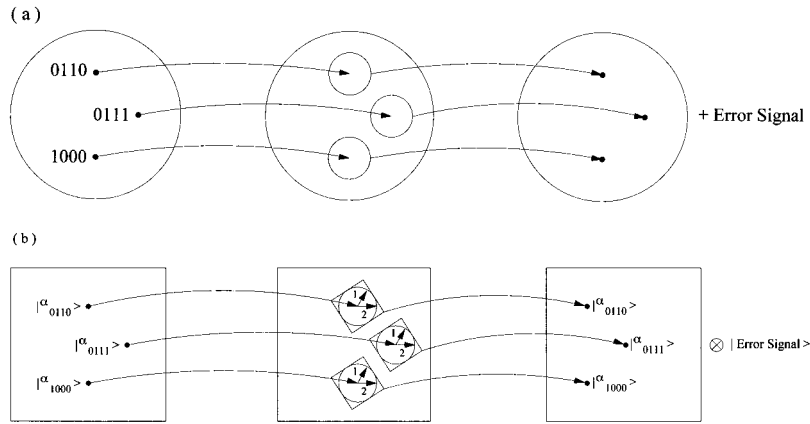 (a)
0110
0111
1000
+ Error Signal
(b)
|α0110>
|α0111>
|α1000>
1
2
1
2
1
2
|α0110>
|α0111>
|α1000>
⊗ | Error Signal >